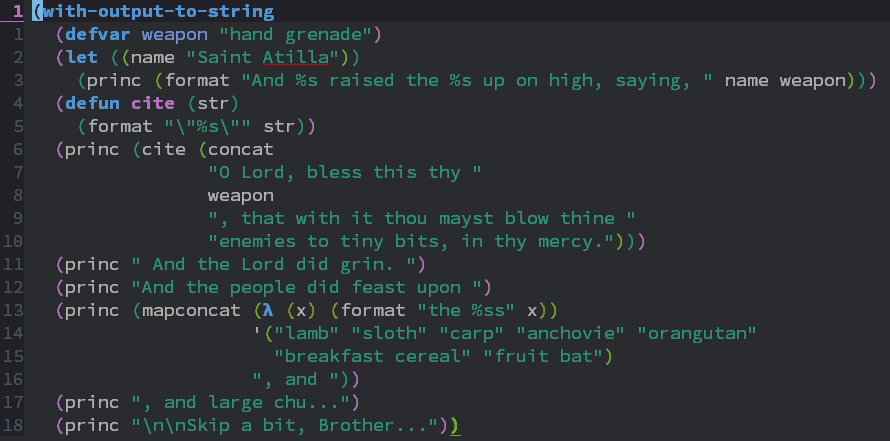 1 (with-output-to-string
1 (defvar weapon "hand grenade")
2 (let ((name "Saint Atilla"))
3 (princ (format "And %s raised the %s up on high, saying, " name weapon)))
4 (defun cite (str)
5 (format "\"%s\"" str))
6 (princ (cite (concat
7 "O Lord, bless this thy "
8 weapon
9 ", that with it thou mayst blow thine "
10 "enemies to tiny bits, in thy mercy.")))
11 (princ " And the Lord did grin. ")
12 (princ "And the people did feast upon ")
13 (princ (mapconcat (λ (x) (format "the %ss" x))
14 '("lamb" "sloth" "carp" "anchovie" "orangutan"
15 "breakfast cereal" "fruit bat")
16 ", and "))
17 (princ ", and large chu...")
18 (princ "\n\nSkip a bit, Brother..."))